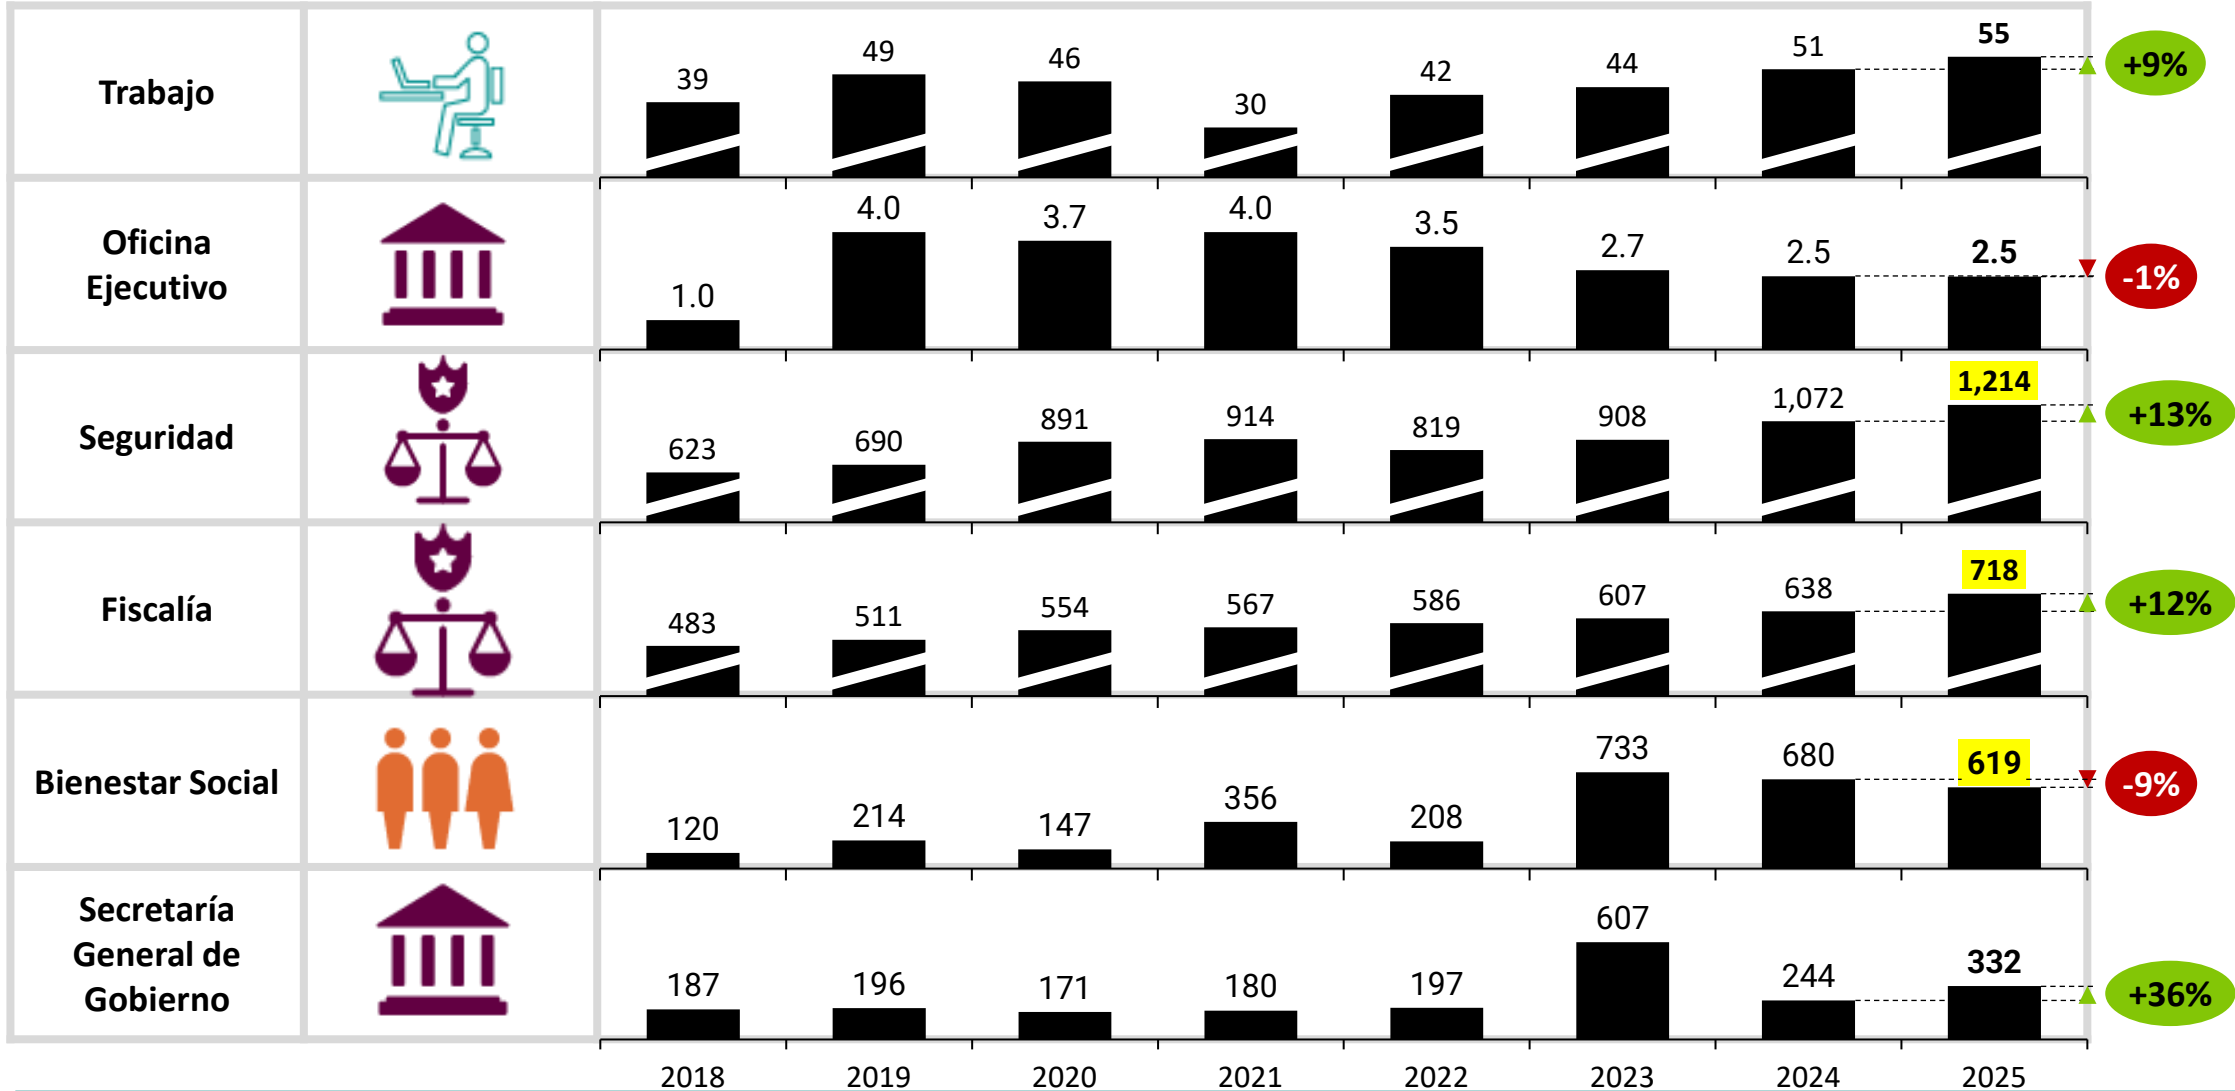 Trabajo
39 49 46 30 42 44 51 55 +9%
Oficina
Ejecutivo
1.0 4.0 3.7 4.0 3.5 2.7 2.5 2.5 -1%
Seguridad
623 690 891 914 819 908 1,072 1,214 +13%
Fiscalía
483 511 554 567 586 607 638 718 +12%
Bienestar Social
120 214 147 356 208 733 680 619 -9%
Secretaría
General de
Gobierno
187 196 171 180 197 607 244 332 +36%
2018 2019 2020 2021 2022 2023 2024 2025